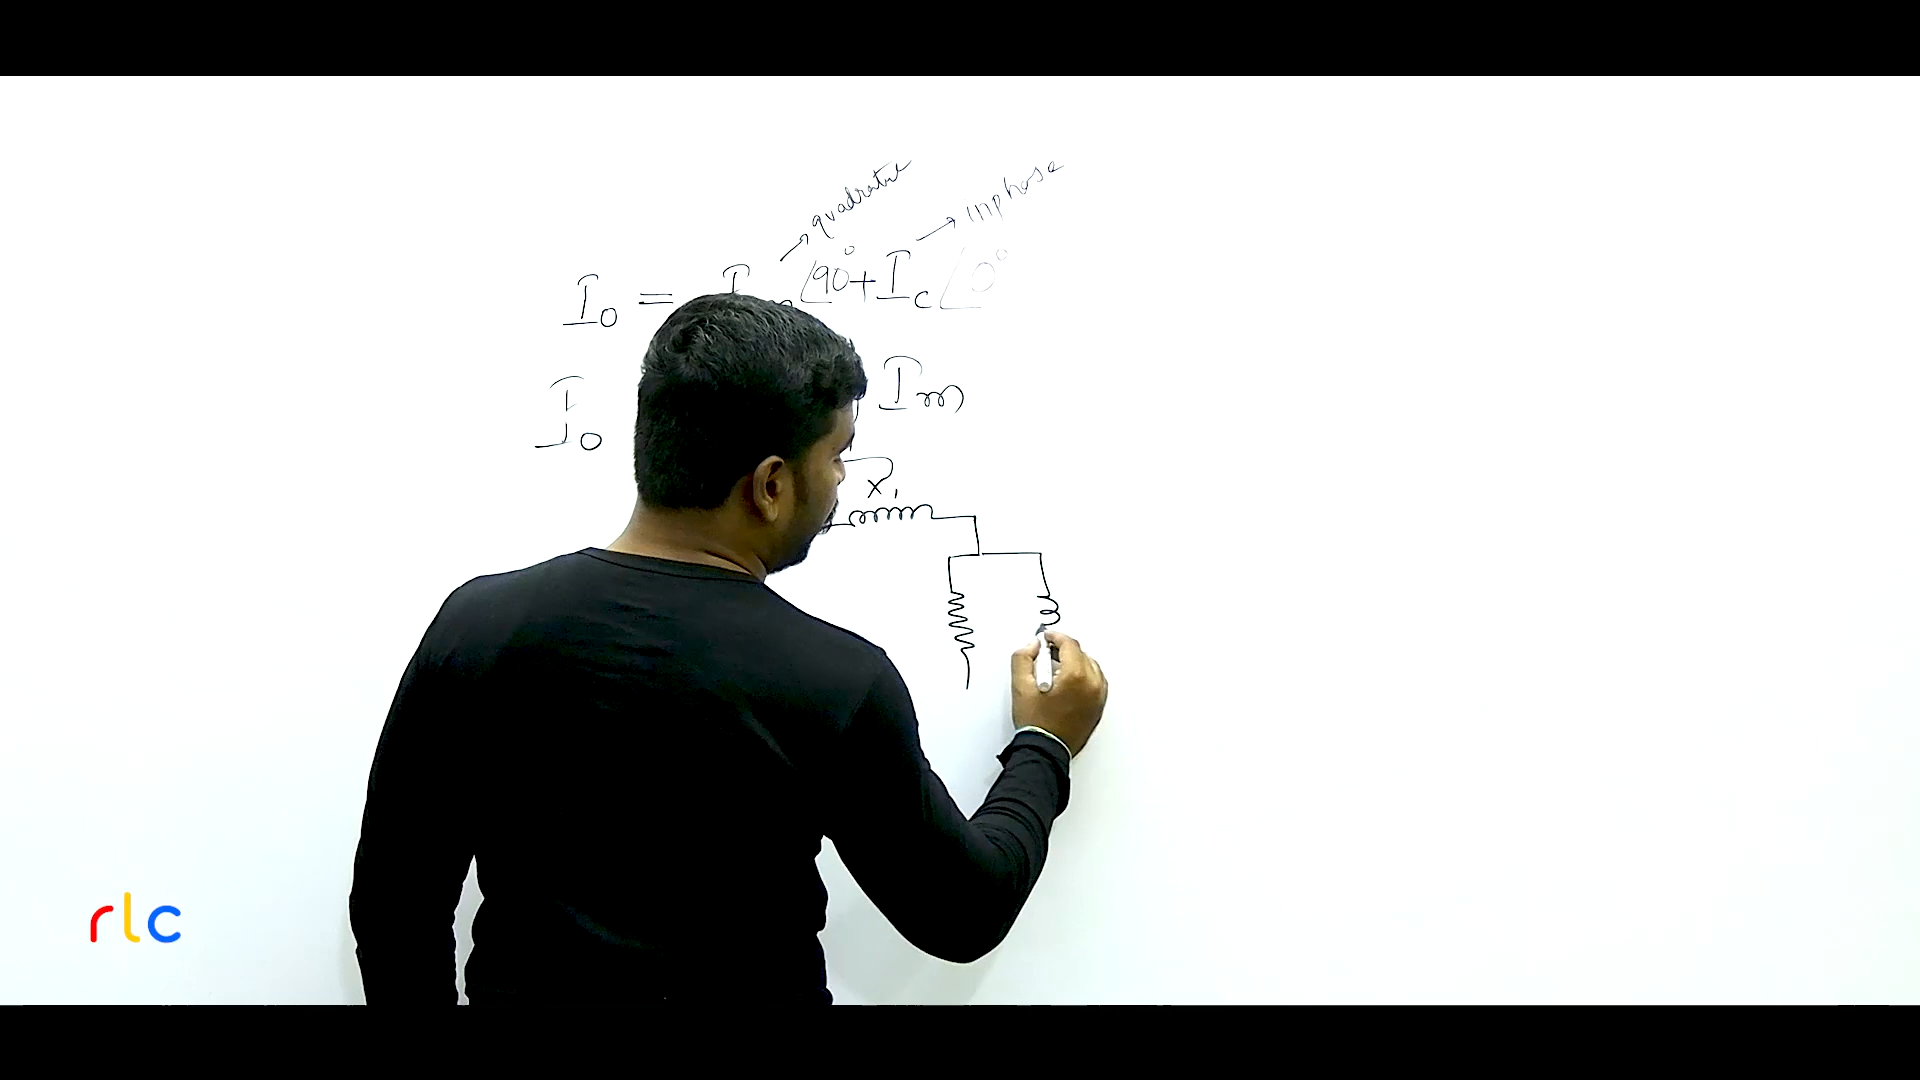 quadrature inphase
I0 = I ∠90° + Ic ∠0°
I0 Im
X1
rlc